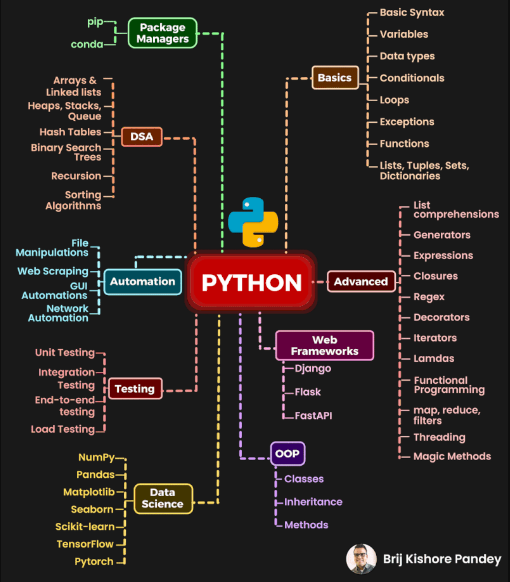 Package
Managers
pip
conda
Basics
Basic Syntax
Variables
Data types
Conditionals
Loops
Exceptions
Functions
Lists, Tuples, Sets,
Dictionaries
DSA
Arrays &
Linked lists
Heaps, Stacks,
Queue
Hash Tables
Binary Search
Trees
Recursion
Sorting
Algorithms
PYTHON
Automation
File
Manipulations
Web Scraping
GUI
Automations
Network
Automation
Advanced
List
comprehensions
Generators
Expressions
Closures
Regex
Decorators
Iterators
Lamdas
Functional
Programming
map, reduce,
filters
Threading
Magic Methods
Web
Frameworks
Django
Flask
FastAPI
Testing
Unit Testing
Integration
Testing
End-to-end
testing
Load Testing
OOP
Classes
Inheritance
Methods
Data
Science
NumPy
Pandas
Matplotlib
Seaborn
Scikit-learn
TensorFlow
Pytorch
Brij Kishore Pandey